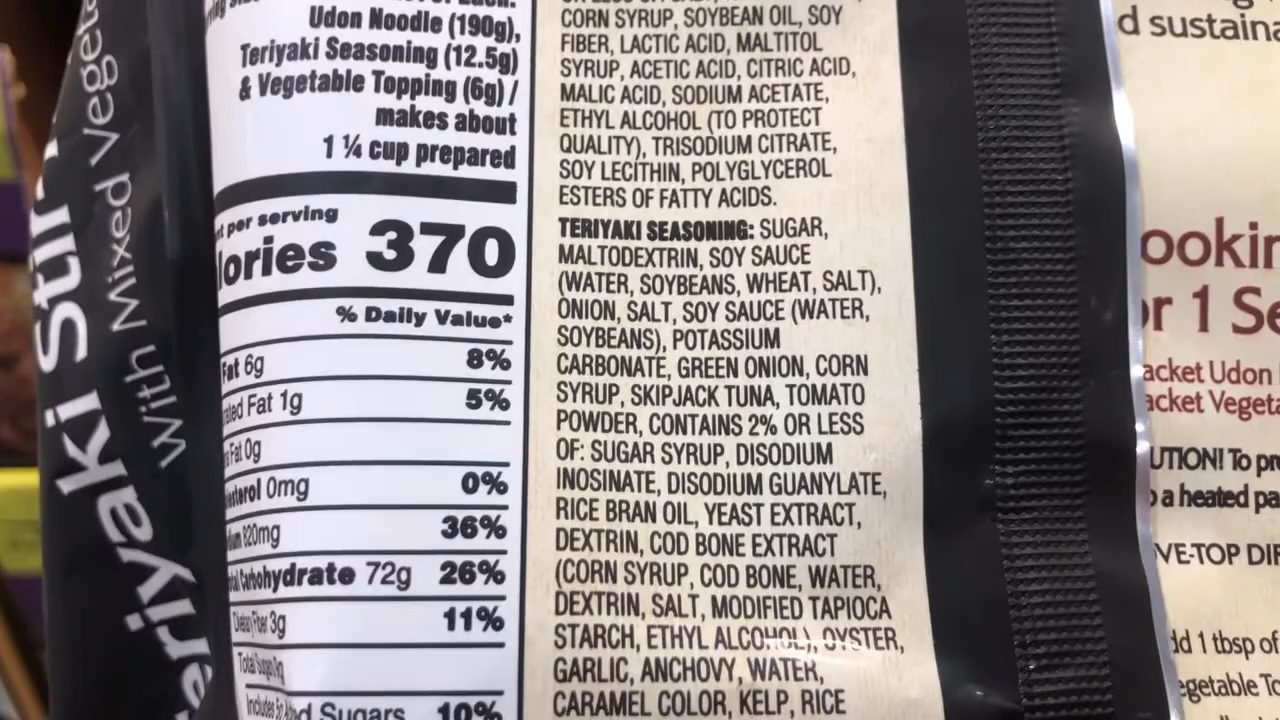 Udon Noodle (190g),
Teriyaki Seasoning (12.5g)
& Vegetable Topping (6g) /
makes about
1 ¼ cup prepared
per serving
lories 370
% Daily Value*
Fat 6g 8%
Fat 1g 5%
Fat 0g
0mg 0%
820mg 36%
Carbohydrate 72g 26%
Dietary Fiber 3g 11%
Total Sugars
Includes Sugars 10%
CORN SYRUP, SOYBEAN OIL, SOY
FIBER, LACTIC ACID, MALTITOL
SYRUP, ACETIC ACID, CITRIC ACID,
MALIC ACID, SODIUM ACETATE,
ETHYL ALCOHOL (TO PROTECT
QUALITY), TRISODIUM CITRATE,
SOY LECITHIN, POLYGLYCEROL
ESTERS OF FATTY ACIDS.
TERIYAKI SEASONING: SUGAR,
MALTODEXTRIN, SOY SAUCE
(WATER, SOYBEANS, WHEAT, SALT),
ONION, SALT, SOY SAUCE (WATER,
SOYBEANS), POTASSIUM
CARBONATE, GREEN ONION, CORN
SYRUP, SKIPJACK TUNA, TOMATO
POWDER, CONTAINS 2% OR LESS
OF: SUGAR SYRUP, DISODIUM
INOSINATE, DISODIUM GUANYLATE,
RICE BRAN OIL, YEAST EXTRACT,
DEXTRIN, COD BONE EXTRACT
(CORN SYRUP, COD BONE, WATER,
DEXTRIN, SALT, MODIFIED TAPIOCA
STARCH, ETHYL ALCOHOL), OYSTER,
GARLIC, ANCHOVY, WATER,
CARAMEL COLOR, KELP, RICE
eriyaki Stir
With Mixed Veget
d sustaina
ookin
or 1 Se
acket Udon
acket Vegeta
UTION! To pre
o a heated pa
VE-TOP DIR
dd 1 tbsp of
egetable To